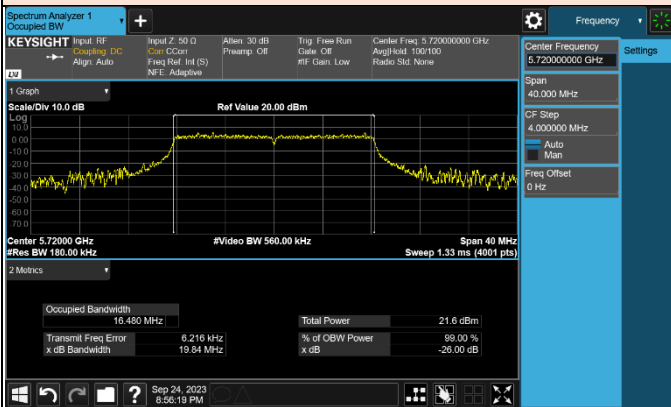 Spectrum Analyzer 1
Occupied BW
+
Frequency
KEYSIGHT
Input: RF
Coupling: DC
Align: Auto
Input Z: 50 Ω
Corr CCorr
Freq Ref: Int (S)
NFE: Adaptive
Atten: 30 dB
Preamp: Off
Trig: Free Run
Gate: Off
#IF Gain: Low
Center Freq: 5.720000000 GHz
Avg|Hold: 100/100
Radio Std: None
Center Frequency
5.720000000 GHz
Settings
Span
40.000 MHz
CF Step
4.000000 MHz
Auto
Man
Freq Offset
0 Hz
1 Graph
Scale/Div 10.0 dB
Ref Value 20.00 dBm
Log
10.0
0.00
-10.0
-20.0
-30.0
-40.0
-50.0
-60.0
-70.0
Center 5.72000 GHz
#Video BW 560.00 kHz
Span 40 MHz
#Res BW 180.00 kHz
Sweep 1.33 ms (4001 pts)
2 Metrics
Occupied Bandwidth
16.480 MHz
Total Power 21.6 dBm
Transmit Freq Error 6.216 kHz
% of OBW Power 99.00 %
x dB Bandwidth 19.84 MHz
x dB -26.00 dB
?
Sep 24, 2023
8:56:19 PM